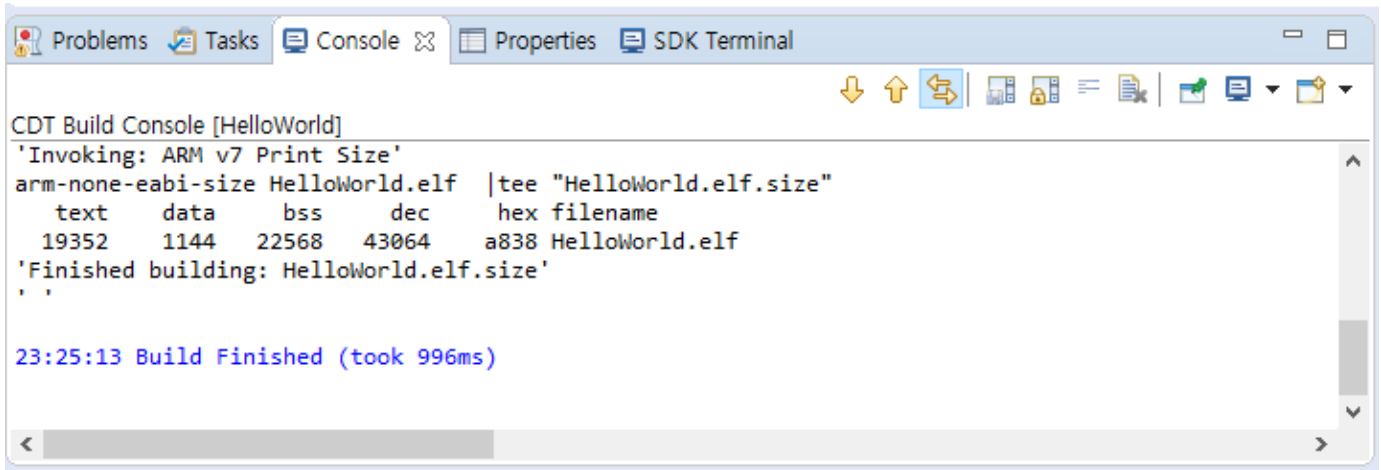 Problems Tasks Console Properties SDK Terminal
CDT Build Console [HelloWorld]
'Invoking: ARM v7 Print Size'
arm-none-eabi-size HelloWorld.elf  |tee "HelloWorld.elf.size"
   text    data     bss     dec     hex filename
  19352    1144   22568   43064    a838 HelloWorld.elf
'Finished building: HelloWorld.elf.size'
' '
23:25:13 Build Finished (took 996ms)